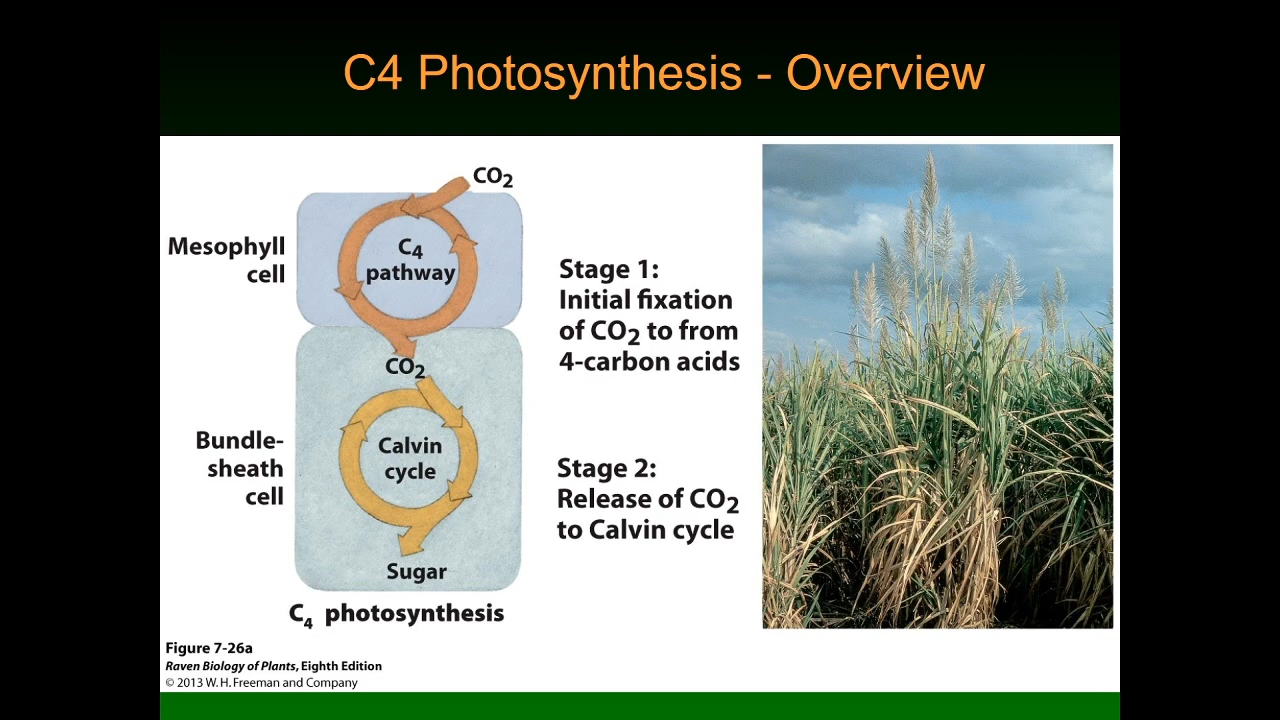 C4 Photosynthesis - Overview
CO₂
Mesophyll
cell
C₄
pathway
Stage 1:
Initial fixation
of CO₂ to from
4-carbon acids
CO₂
Bundle-
sheath
cell
Calvin
cycle
Stage 2:
Release of CO₂
to Calvin cycle
Sugar
C₄ photosynthesis
Figure 7-26a
Raven Biology of Plants, Eighth Edition
© 2013 W. H. Freeman and Company